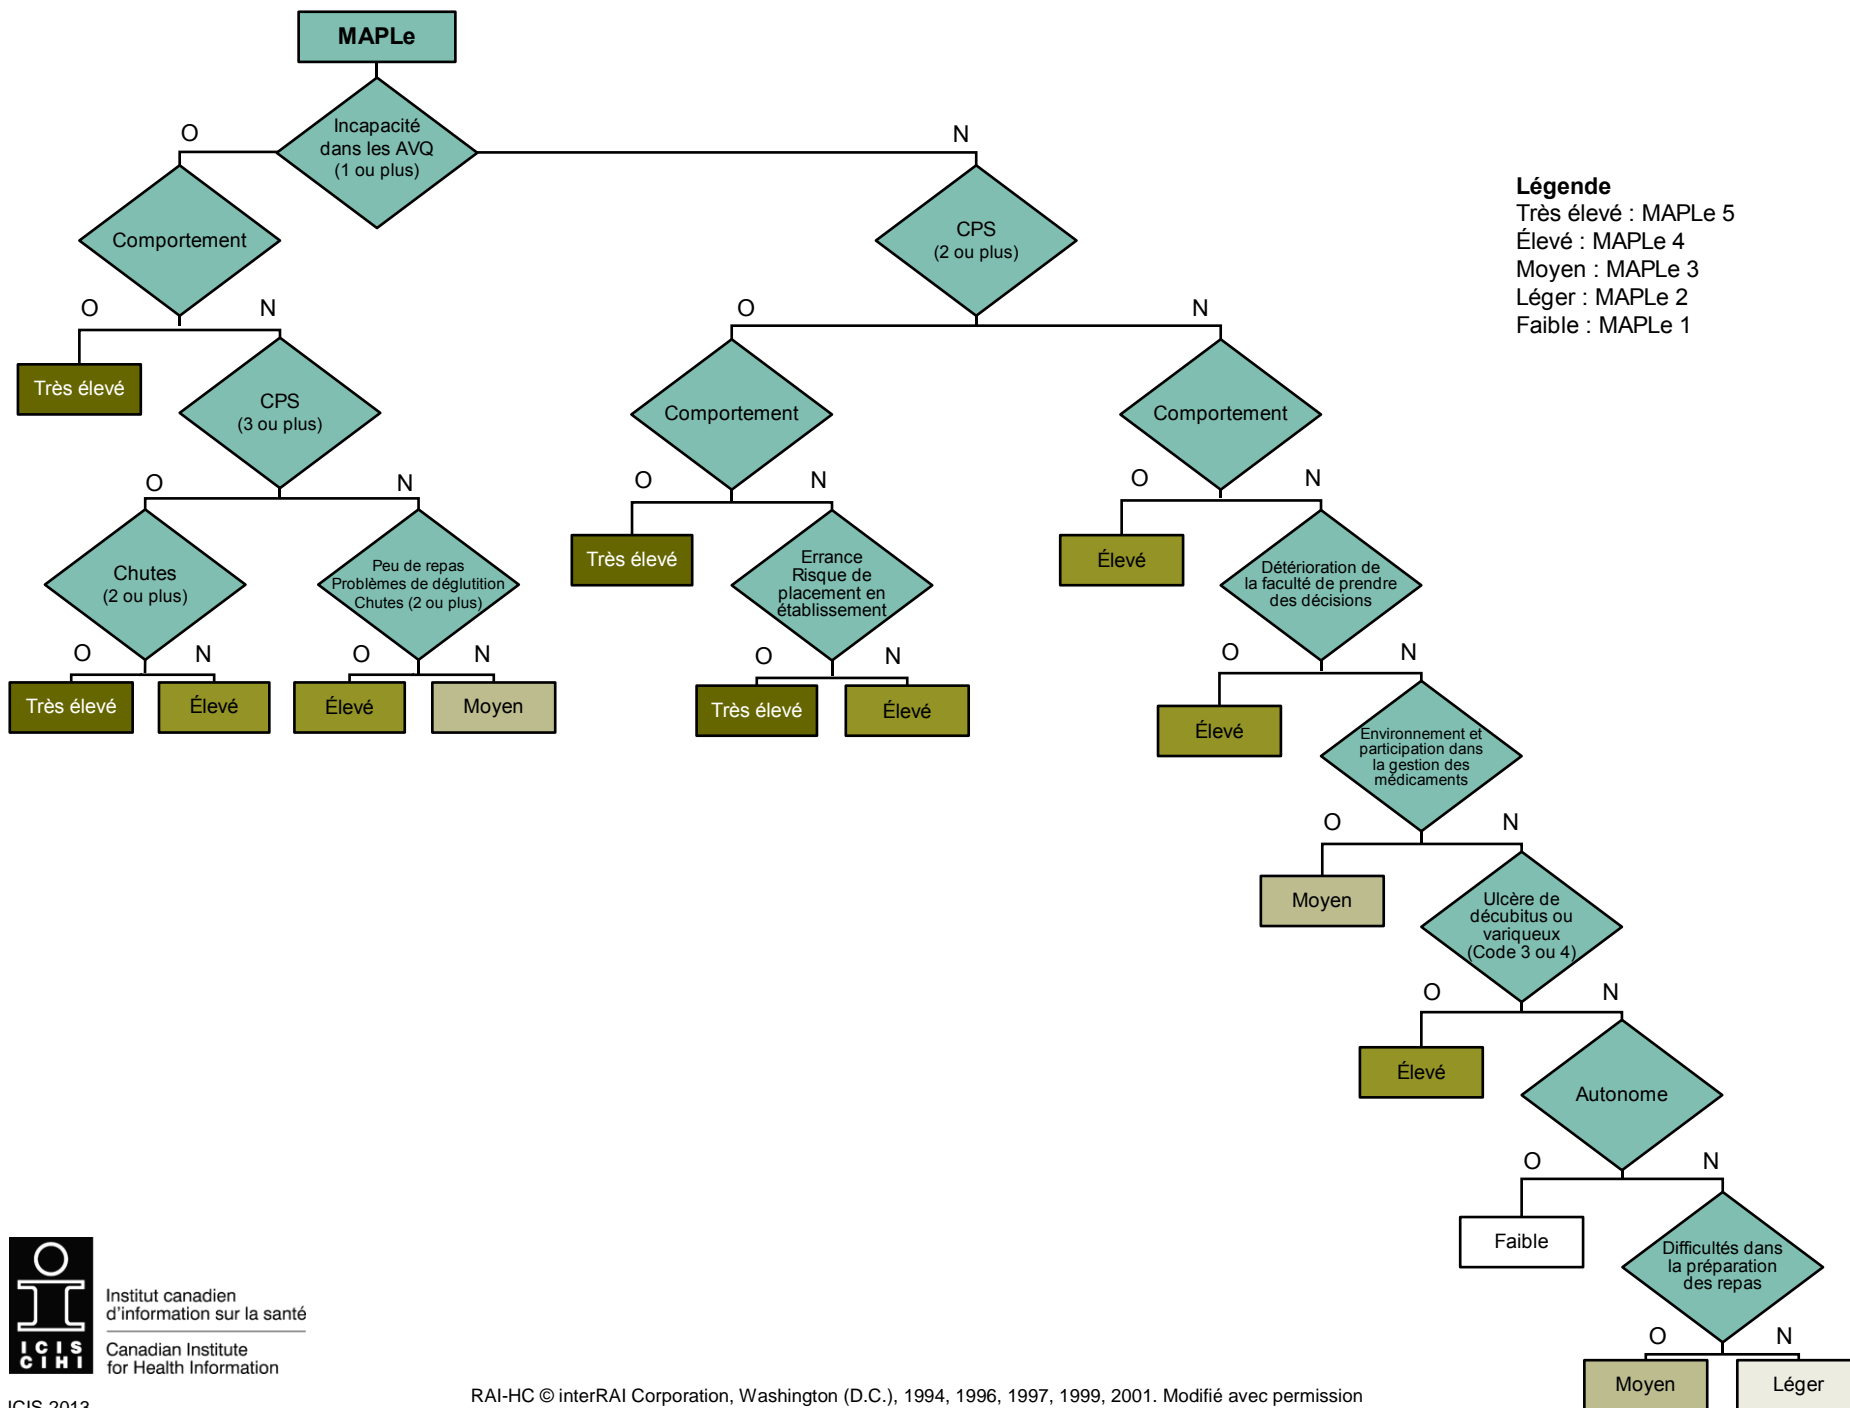 MAPLe
Incapacité
dans les AVQ
(1 ou plus)
O
N
Comportement
CPS
(2 ou plus)
Légende
Très élevé : MAPLe 5
Élevé : MAPLe 4
Moyen : MAPLe 3
Léger : MAPLe 2
Faible : MAPLe 1
O
N
O
N
Très élevé
CPS
(3 ou plus)
Comportement
Comportement
O
N
O
N
O
N
Chutes
(2 ou plus)
Peu de repas
Problèmes de déglutition
Chutes (2 ou plus)
Très élevé
Errance
Risque de
placement en
établissement
Élevé
Détérioration de
la faculté de prendre
des décisions
O
N
O
N
O
N
O
N
Très élevé
Élevé
Élevé
Moyen
Très élevé
Élevé
Élevé
Environnement et
participation dans
la gestion des
médicaments
O
N
Moyen
Ulcère de
décubitus ou
variqueux
(Code 3 ou 4)
O
N
Élevé
Autonome
O
N
Faible
Difficultés dans
la préparation
des repas
O
N
Moyen
Léger
ICIS
CIHI
Institut canadien
d'information sur la santé
Canadian Institute
for Health Information
ICIS 2013
RAI-HC © interRAI Corporation, Washington (D.C.), 1994, 1996, 1997, 1999, 2001. Modifié avec permission